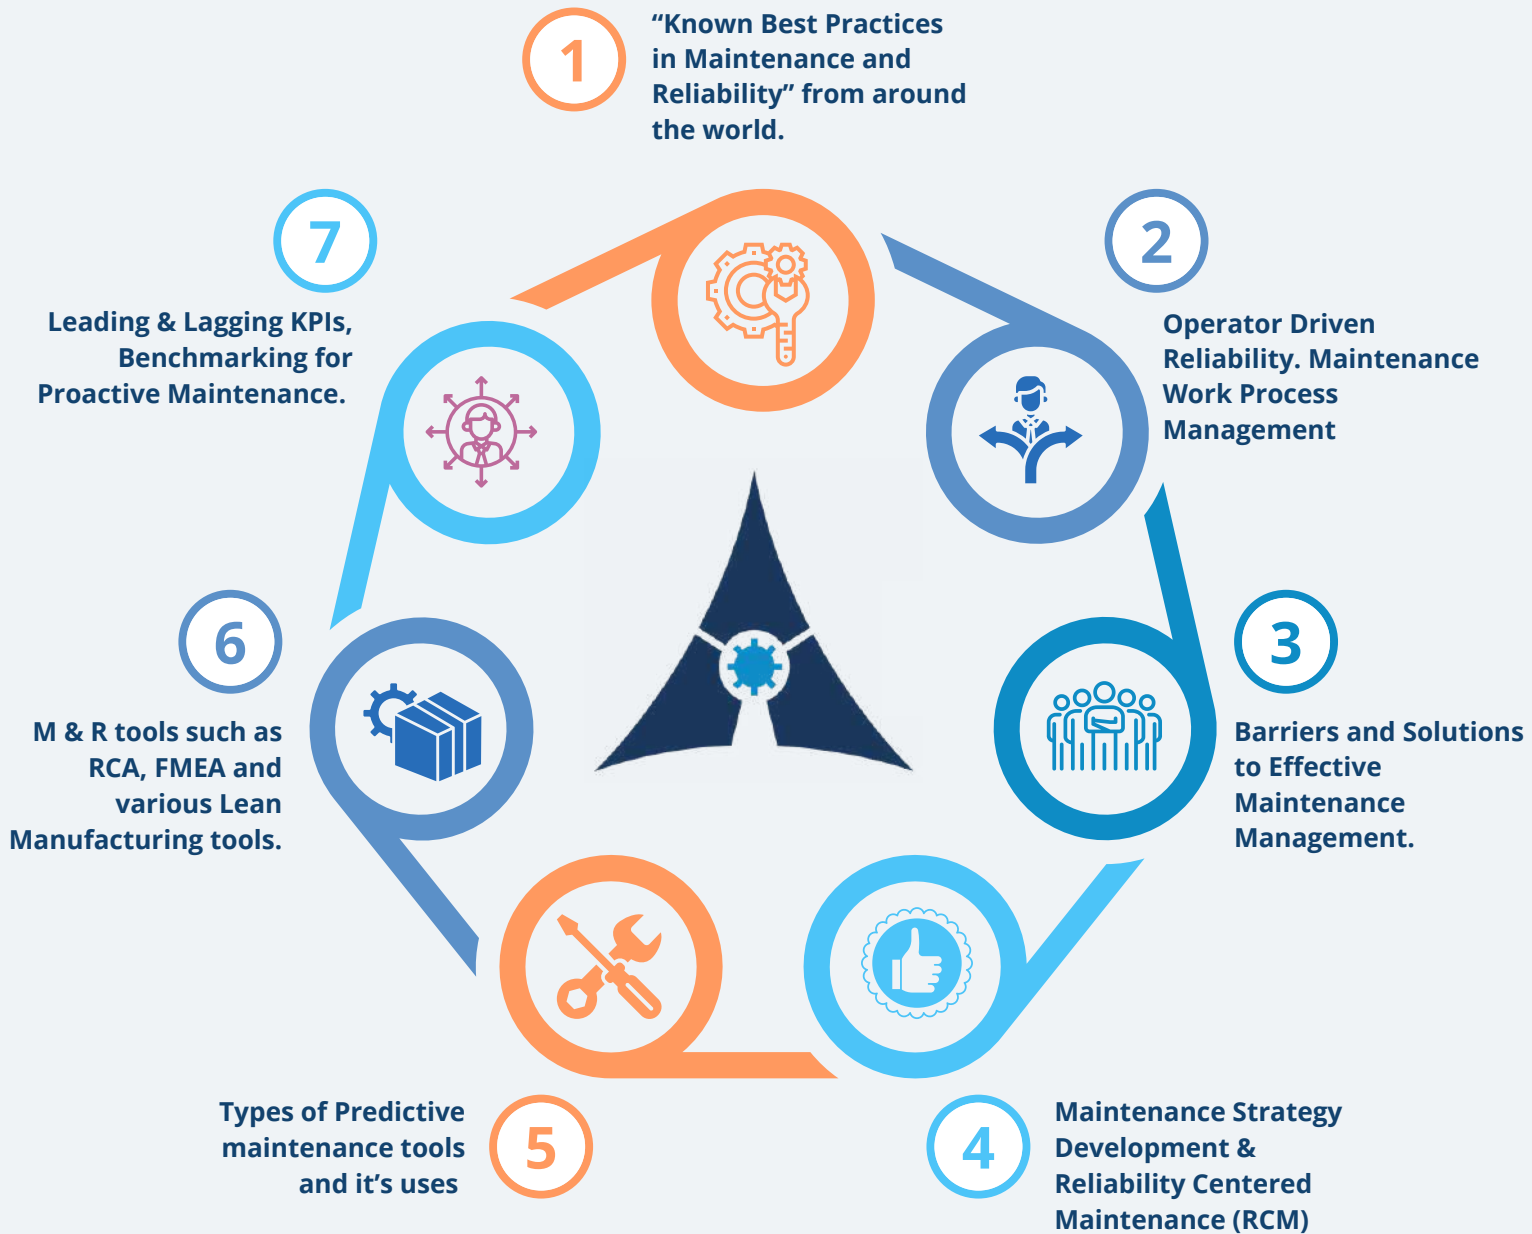 1
“Known Best Practices
in Maintenance and
Reliability” from around
the world.
2
Operator Driven
Reliability. Maintenance
Work Process
Management
3
Barriers and Solutions
to Effective
Maintenance
Management.
4
Maintenance Strategy
Development &
Reliability Centered
Maintenance (RCM)
5
Types of Predictive
maintenance tools
and it’s uses
6
M & R tools such as
RCA, FMEA and
various Lean
Manufacturing tools.
7
Leading & Lagging KPIs,
Benchmarking for
Proactive Maintenance.